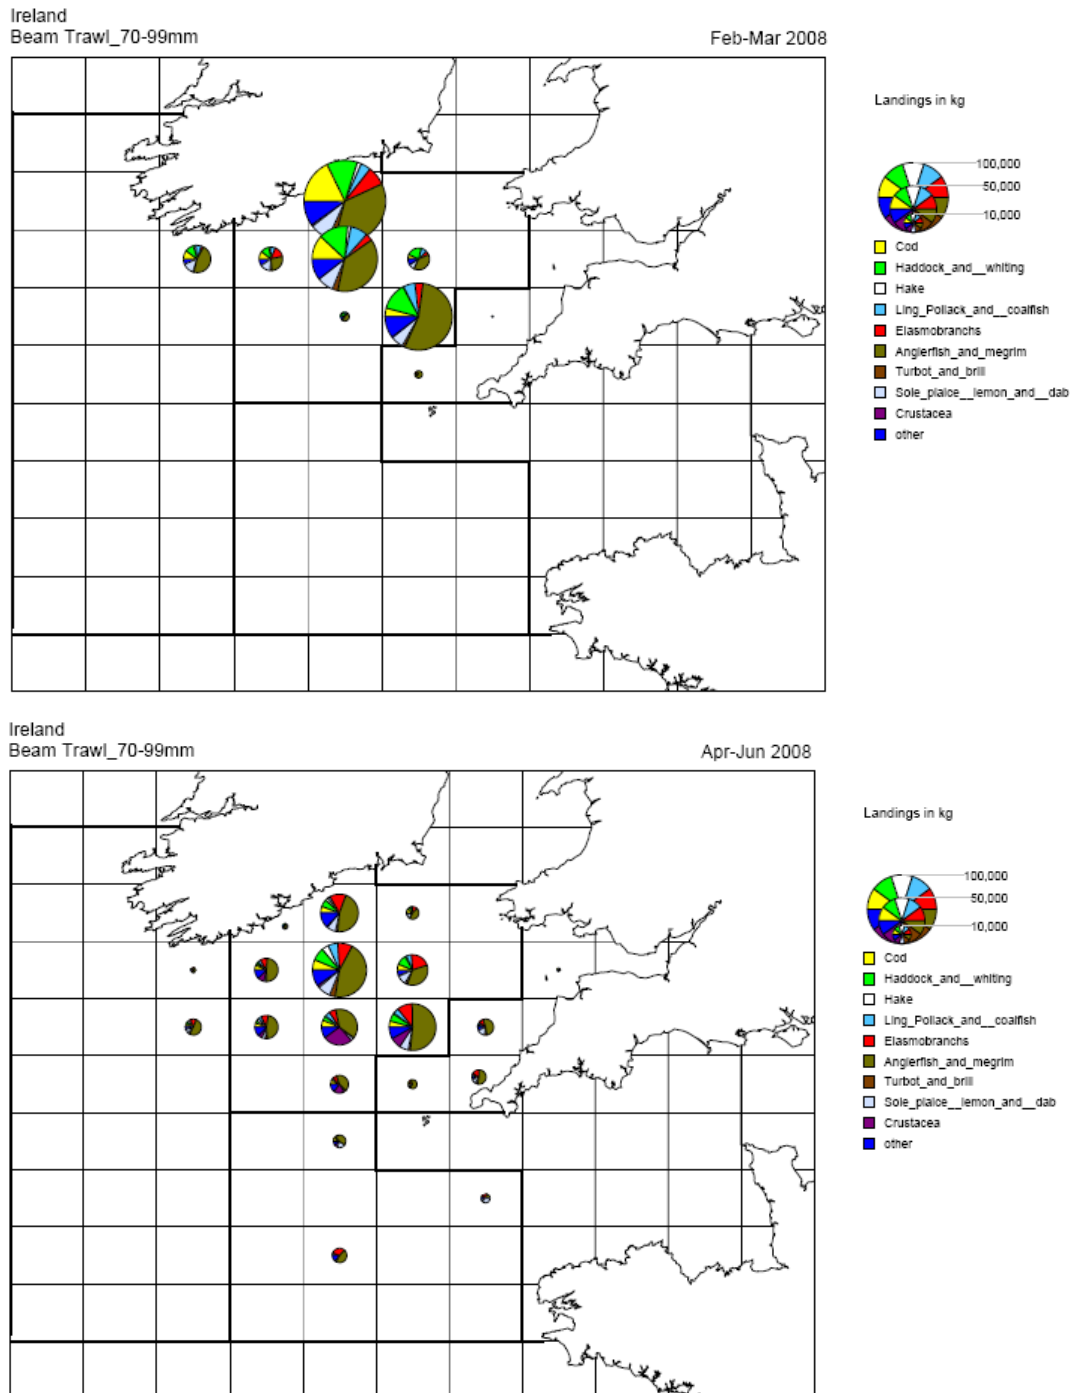 Ireland
Beam Trawl_70-99mm
Feb-Mar 2008
Landings in kg
100,000
50,000
10,000
Cod
Haddock_and__whiting
Hake
Ling_Pollack_and__coalfish
Elasmobranchs
Anglerfish_and_megrim
Turbot_and_brill
Sole_plaice__lemon_and__dab
Crustacea
other
Ireland
Beam Trawl_70-99mm
Apr-Jun 2008
Landings in kg
100,000
50,000
10,000
Cod
Haddock_and__whiting
Hake
Ling_Pollack_and__coalfish
Elasmobranchs
Anglerfish_and_megrim
Turbot_and_brill
Sole_plaice__lemon_and__dab
Crustacea
other